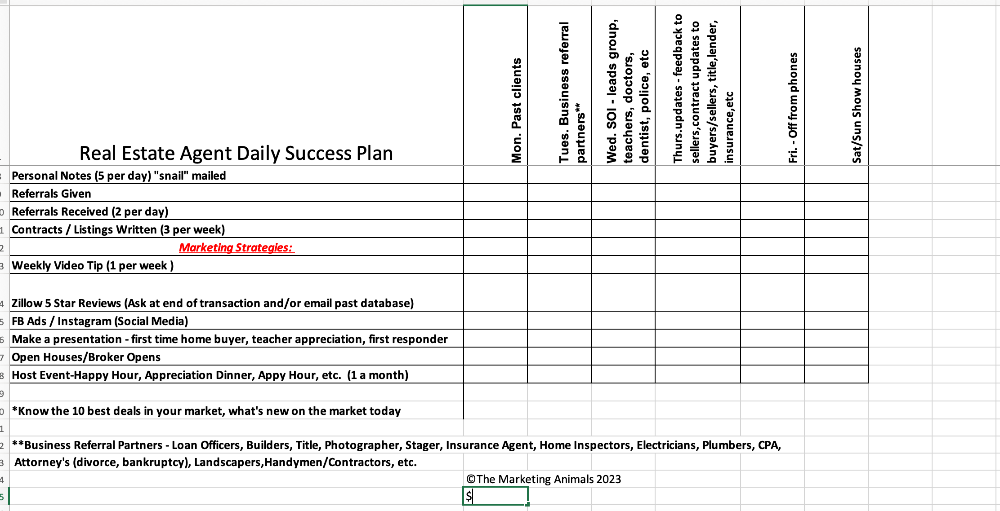 Real Estate Agent Daily Success Plan
Mon. Past clients
Tues. Business referral
partners**
Wed. SOI - leads group,
teachers, doctors,
dentist, police, etc
Thurs.updates - feedback to
sellers,contract updates to
buyers/sellers, title,lender,
insurance,etc
Fri. - Off from phones
Sat/Sun Show houses
Personal Notes (5 per day) "snail" mailed
Referrals Given
Referrals Received (2 per day)
Contracts / Listings Written (3 per week)
Marketing Strategies:
Weekly Video Tip (1 per week )
Zillow 5 Star Reviews (Ask at end of transaction and/or email past database)
FB Ads / Instagram (Social Media)
Make a presentation - first time home buyer, teacher appreciation, first responder
Open Houses/Broker Opens
Host Event-Happy Hour, Appreciation Dinner, Appy Hour, etc.  (1 a month)
*Know the 10 best deals in your market, what's new on the market today
**Business Referral Partners - Loan Officers, Builders, Title, Photographer, Stager, Insurance Agent, Home Inspectors, Electricians, Plumbers, CPA,
Attorney's (divorce, bankruptcy), Landscapers,Handymen/Contractors, etc.
©The Marketing Animals 2023
$